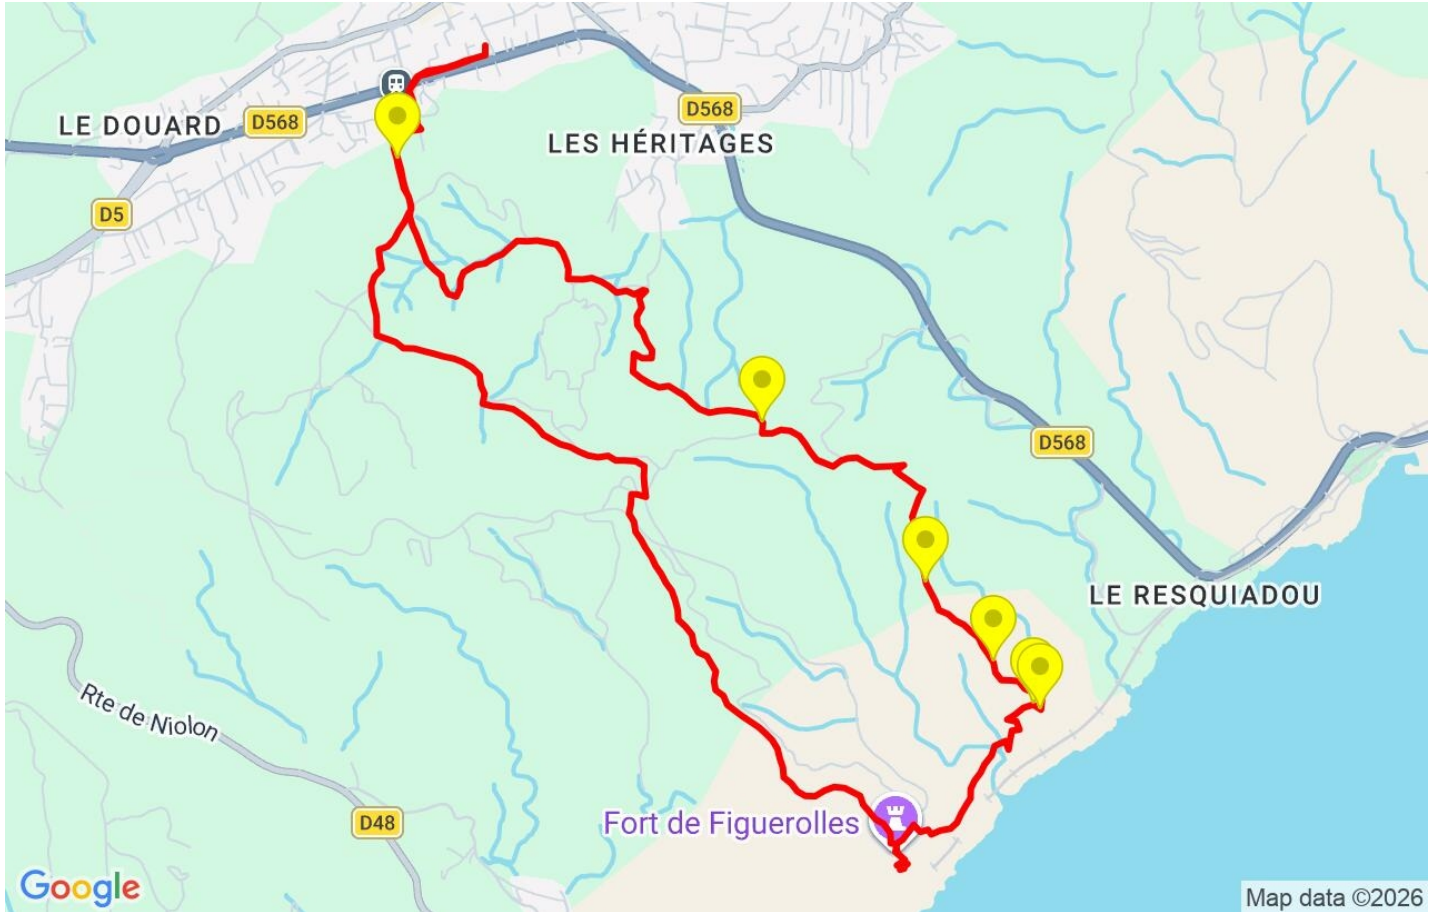 D568
LE DOUARD
D568
LES HÉRITAGES
D5
D568
LE RESQUIADOU
Rte de Niolon
Fort de Figuerolles
D48
Google
Map data ©2026